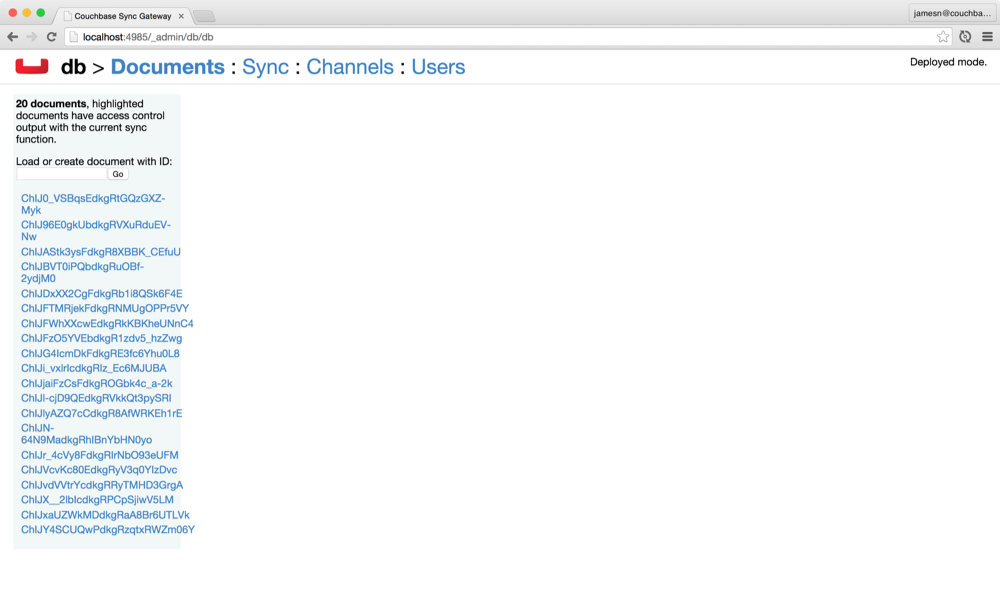 Couchbase Sync Gateway
jamesn@couchba...
localhost:4985/_admin/db/db
db > Documents : Sync : Channels : Users
Deployed mode.
20 documents, highlighted
documents have access control
output with the current sync
function.
Load or create document with ID:
Go
ChIJ0_VSBqsEdkgRtGQzGXZ-
Myk
ChIJ96E0gkUbdkgRVXuRduEV-
Nw
ChIJAStk3ysFdkgR8XBBK_CEfuU
ChIJBVT0iPQbdkgRuOBf-
2ydjM0
ChIJDxXX2CgFdkgRb1i8QSk6F4E
ChIJFTMRjekFdkgRNMUgOPPr5VY
ChIJFWhXXcwEdkgRkKBKheUNnC4
ChIJFzO5YVEbdkgR1zdv5_hzZwg
ChIJG4IcmDkFdkgRE3fc6Yhu0L8
ChIJi_vxlrIcdkgRIz_Ec6MJUBA
ChIJjaiFzCsFdkgROGbk4c_a-2k
ChIJl-cjD9QEdkgRVkkQt3pySRI
ChIJlyAZQ7cCdkgR8AfWRKEh1rE
ChIJN-
64N9MadkgRhIBnYbHN0yo
ChIJr_4cVy8FdkgRIrNbO93eUFM
ChIJVcvKc80EdkgRyV3q0YIzDvc
ChIJvdVVtrYcdkgRRyTMHD3GrgA
ChIJX__2lbIcdkgRPCpSjiwV5LM
ChIJxaUZWkMDdkgRaA8Br6UTLVk
ChIJY4SCUQwPdkgRzqtxRWZm06Y